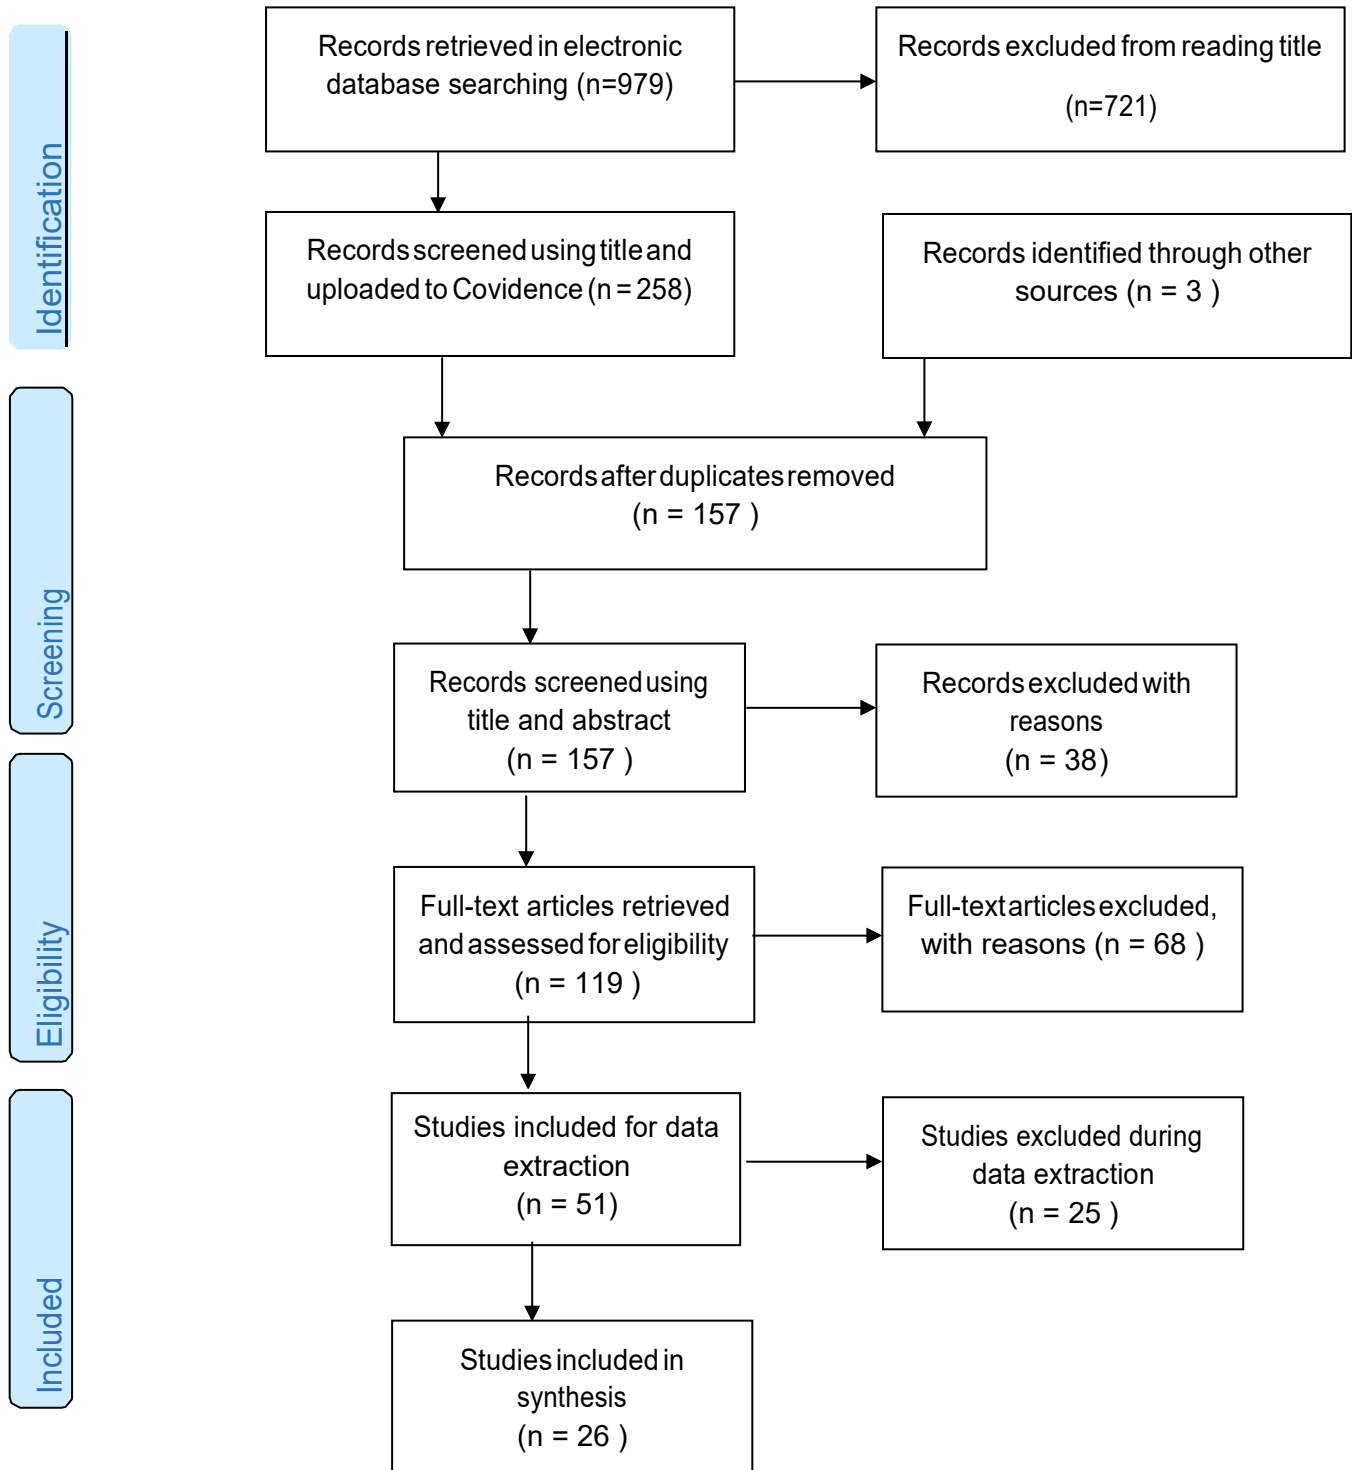 Identification
Records retrieved in electronic
database searching (n=979)
Records excluded from reading title
(n=721)
Records screened using title and
uploaded to Covidence (n = 258)
Records identified through other
sources (n = 3 )
Screening
Records after duplicates removed
(n = 157 )
Records screened using
title and abstract
(n = 157 )
Records excluded with
reasons
(n = 38)
Eligibility
Full-text articles retrieved
and assessed for eligibility
(n = 119 )
Full-text articles excluded,
with reasons (n = 68 )
Included
Studies included for data
extraction
(n = 51)
Studies excluded during
data extraction
(n = 25 )
Studies included in
synthesis
(n = 26 )